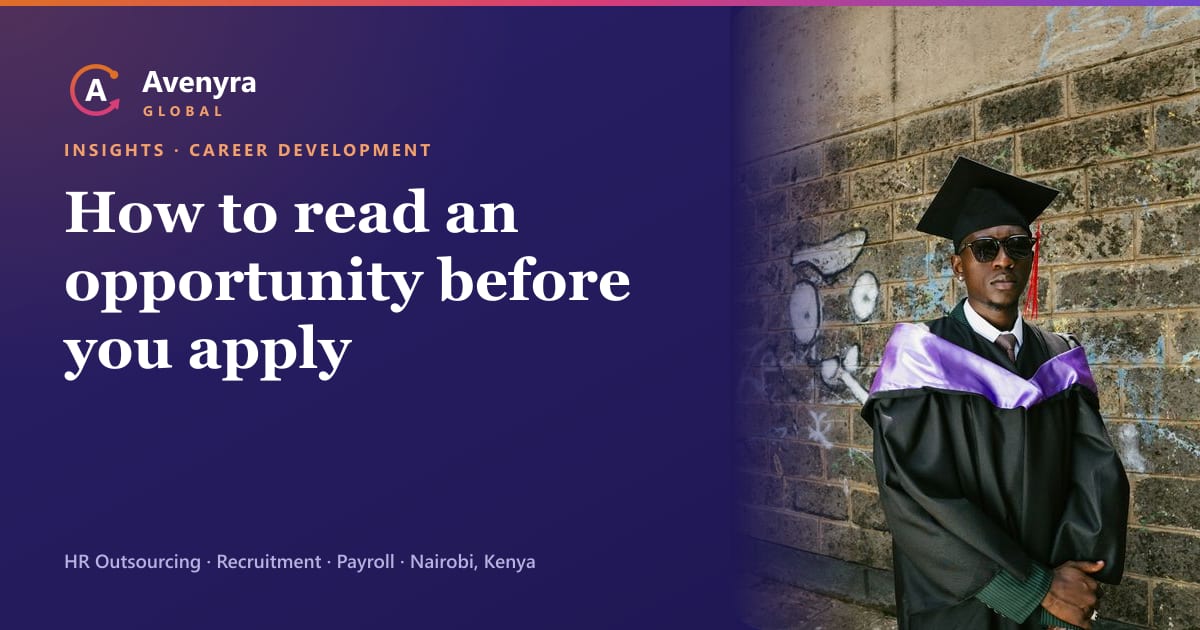 A
Avenyra
GLOBAL
INSIGHTS · CAREER DEVELOPMENT
How to read an
opportunity before
you apply
HR Outsourcing · Recruitment · Payroll · Nairobi, Kenya